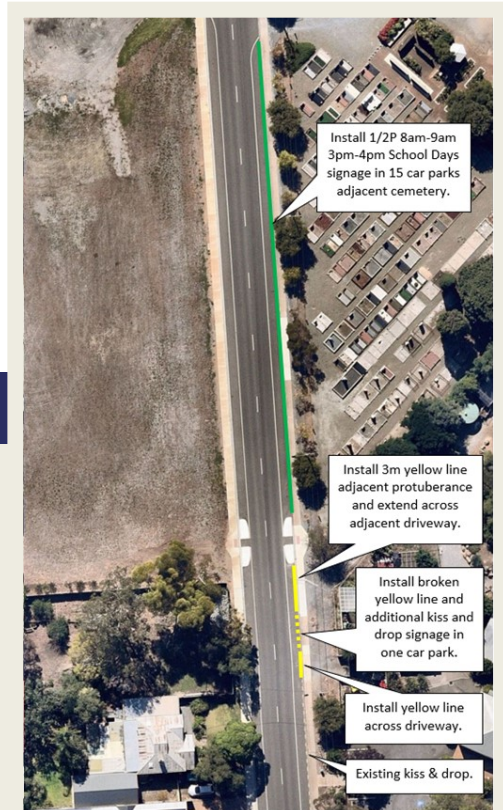 Install 1/2P 8am-9am
3pm-4pm School Days
signage in 15 car parks
adjacent cemetery.
Install 3m yellow line
adjacent protuberance
and extend across
adjacent driveway.
Install broken
yellow line and
additional kiss and
drop signage in
one car park.
Install yellow line
across driveway.
Existing kiss & drop.